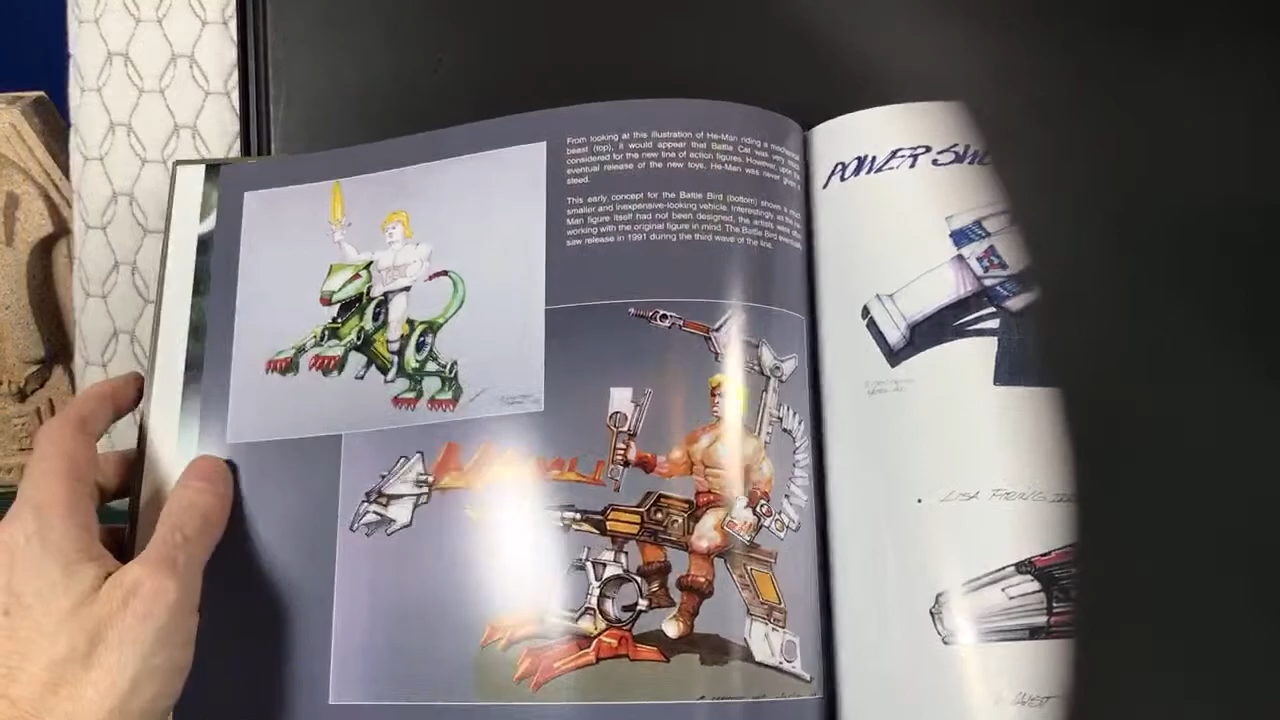 From looking at this illustration of He-Man riding a mechanical
beast (top), it would appear that Battle Cat was very much
considered for the new line of action figures. However, upon the
eventual release of the new toys, He-Man was never given a
steed.
This early concept for the Battle Bird (bottom) shows a
smaller and inexpensive-looking vehicle. Interestingly, as the
Man figure itself had not been designed, the artists were often
working with the original figure in mind. The Battle Bird eventually
saw release in 1991 during the third wave of the line.
POWER SW
FIRING